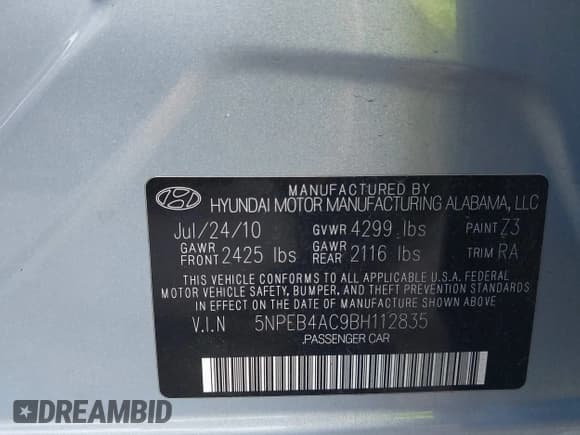 MANUFACTURED BY
HYUNDAI MOTOR MANUFACTURING ALABAMA, LLC
Jul/24/10 GVWR 4299 lbs PAINT Z3
GAWR FRONT 2425 lbs GAWR REAR 2116 lbs TRIM RA
THIS VEHICLE CONFORMS TO ALL APPLICABLE U.S.A. FEDERAL
MOTOR VEHICLE SAFETY, BUMPER, AND THEFT PREVENTION STANDARDS
IN EFFECT ON THE DATE OF MANUFACTURE SHOWN ABOVE.
V.I.N 5NPEB4AC9BH112835
.PASSENGER CAR
DREAMBID